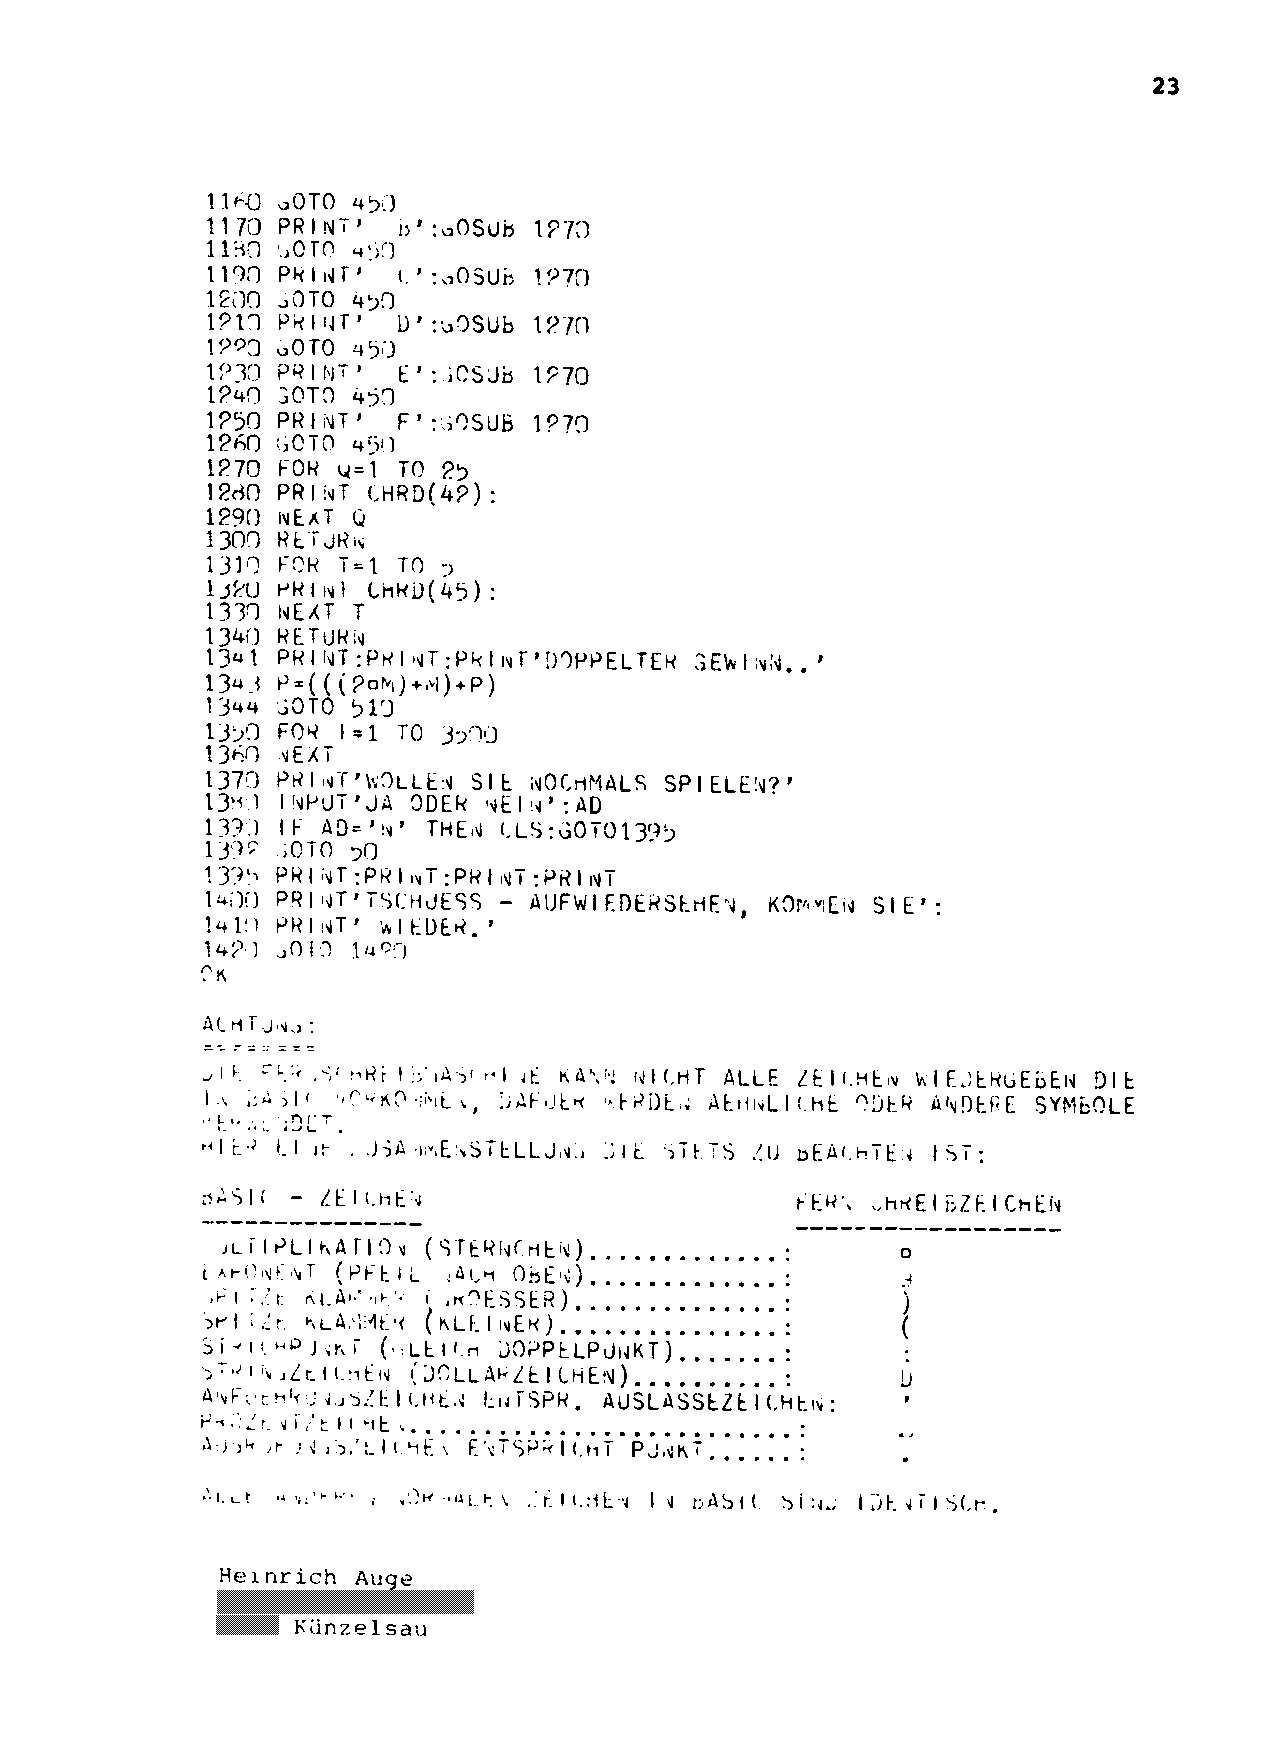 23
1160 GOTO 450
1170 PRINT'  B':GOSUB 1270
1180 GOTO 450
1190 PRINT'  C':GOSUB 1270
1200 GOTO 450
1210 PRINT'  D':GOSUB 1270
1220 GOTO 450
1230 PRINT'  E':GOSUB 1270
1240 GOTO 450
1250 PRINT'  F':GOSUB 1270
1260 GOTO 450
1270 FOR Q=1 TO 25
1280 PRINT CHRD(42):
1290 NEXT Q
1300 RETURN
1310 FOR T=1 TO 5
1320 PRINT CHRD(45):
1330 NEXT T
1340 RETURN
1341 PRINT:PRINT:PRINT'DOPPELTER GEWINN..'
1343 P=(((2¤M)+M)+P)
1344 GOTO 510
1350 FOR I=1 TO 3500
1360 NEXT
1370 PRINT'WOLLEN SIE NOCHMALS SPIELEN?'
1380 INPUT'JA ODER NEIN':AD
1390 IF AD='N' THEN CLS:GOTO1395
1392 GOTO 50
1395 PRINT:PRINT:PRINT:PRINT
1400 PRINT'TSCHUESS - AUFWIEDERSEHEN, KOMMEN SIE':
1410 PRINT' WIEDER.'
1420 GOTO 1420
OK
ACHTUNG:
========
DIE FERNSCHREIBMASCHINE KANN NICHT ALLE ZEICHEN WIEDERGEBEN DIE
IN BASIC VORKOMMEN, DAFUER WERDEN AEHNLICHE ODER ANDERE SYMBOLE
VERWENDET.
HIER EINE ZUSAMMENSTELLUNG DIE STETS ZU BEACHTEN IST:
BASIC - ZEICHEN FERNSCHREIBZEICHEN
--------------- ------------------
MULTIPLIKATION (STERNCHEN).............: ¤
EXPONENT (PFEIL NACH OBEN).............:
SPITZE KLAMMER (GROESSER)..............: )
SPITZE KLAMMER (KLEINER)...............: (
STRICHPUNKT (GLEICH DOPPELPUNKT).......: :
STRINGZEICHEN (DOLLARZEICHEN)..........: D
ANFUEHRUNGSZEICHEN ENTSPR. AUSLASSEZEICHEN: '
PROZENTZEICHEN..........................:
AUSRUFUNGSZEICHEN ENTSPRICHT PUNKT......: .
ALLE ANDEREN NORMALEN ZEICHEN IN BASIC SIND IDENTISCH.
Heinrich Auge
Künzelsau